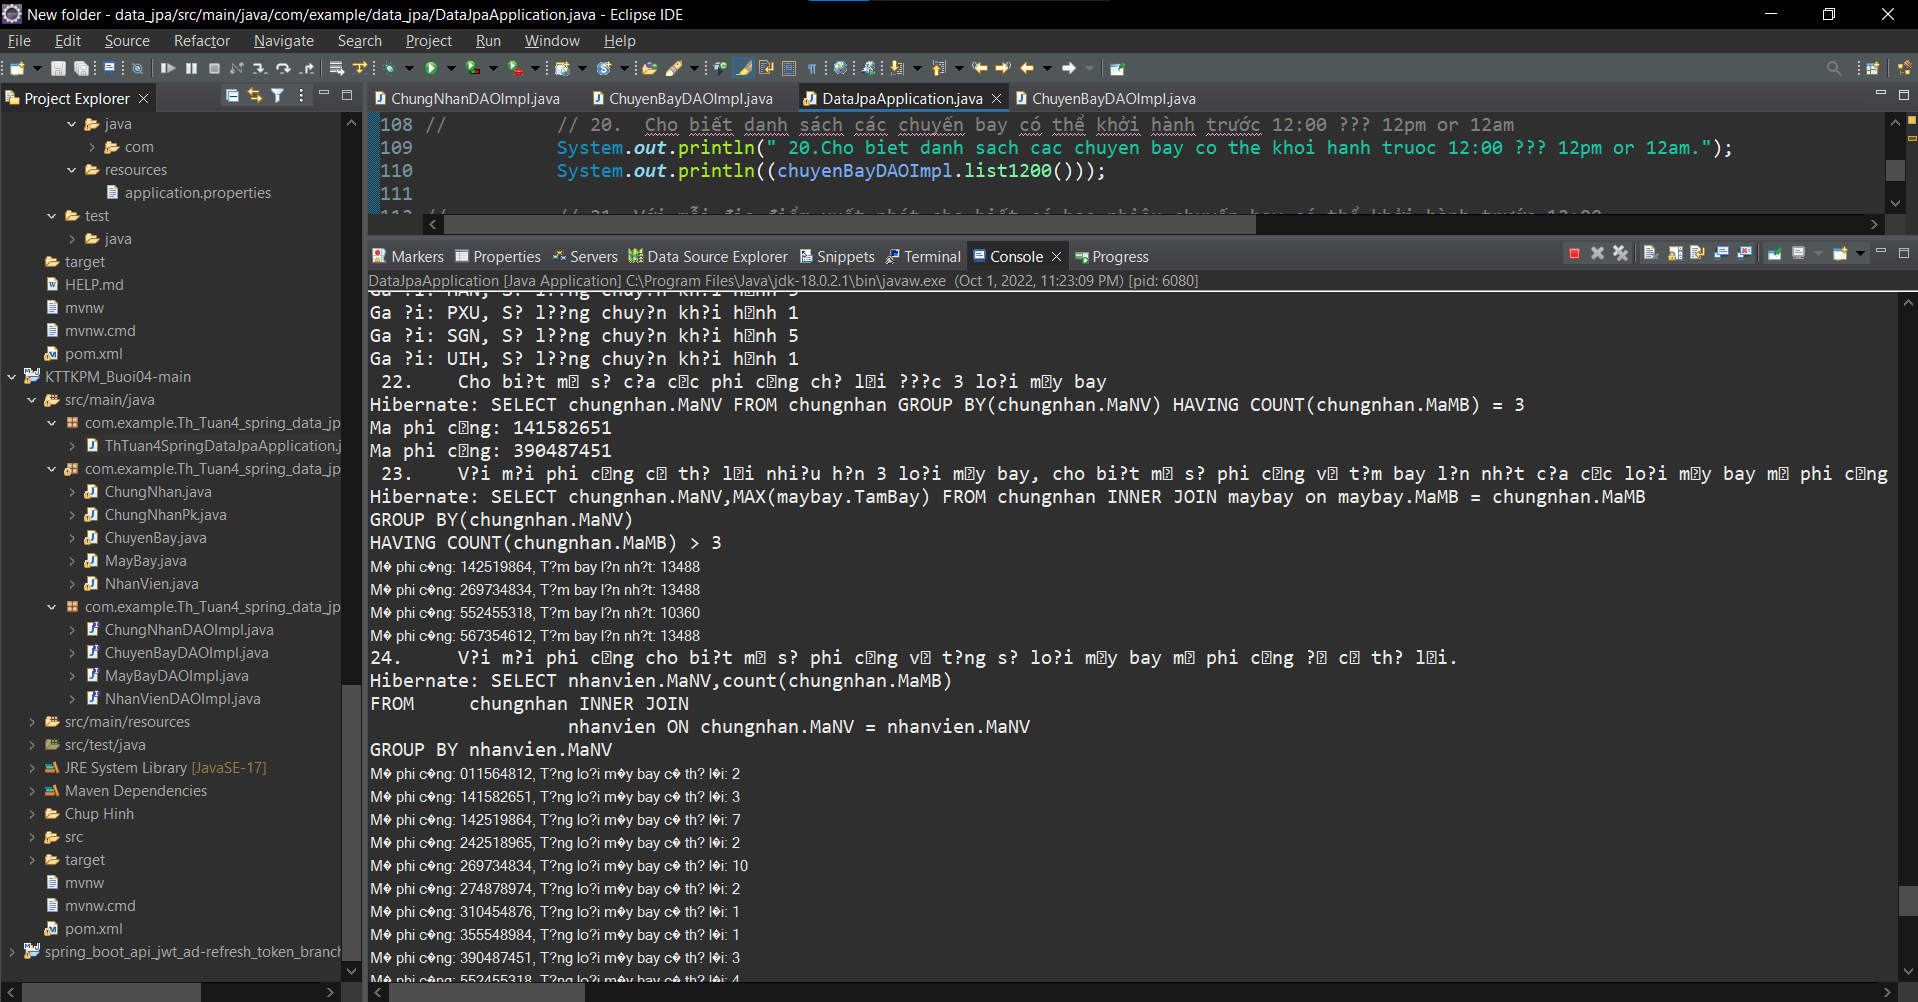 New folder - data_jpa/src/main/java/com/example/data_jpa/DataJpaApplication.java - Eclipse IDE
File Edit Source Refactor Navigate Search Project Run Window Help
Project Explorer
java
com
resources
application.properties
test
java
target
HELP.md
mvnw
mvnw.cmd
pom.xml
KTTKPM_Buoi04-main
src/main/java
com.example.Th_Tuan4_spring_data_jp
ThTuan4SpringDataJpaApplication.j
com.example.Th_Tuan4_spring_data_jp
ChungNhan.java
ChungNhanPk.java
ChuyenBay.java
MayBay.java
NhanVien.java
com.example.Th_Tuan4_spring_data_jp
ChungNhanDAOImpl.java
ChuyenBayDAOImpl.java
MayBayDAOImpl.java
NhanVienDAOImpl.java
src/main/resources
src/test/java
JRE System Library [JavaSE-17]
Maven Dependencies
Chup Hinh
src
target
mvnw
mvnw.cmd
pom.xml
spring_boot_api_jwt_ad-refresh_token_branch
ChungNhanDAOImpl.java ChuyenBayDAOImpl.java DataJpaApplication.java ChuyenBayDAOImpl.java
108 // // 20. Cho biết danh sách các chuyến bay có thể khởi hành trước 12:00 ??? 12pm or 12am
109 System.out.println(" 20.Cho biet danh sach cac chuyen bay co the khoi hanh truoc 12:00 ??? 12pm or 12am.");
110 System.out.println((chuyenBayDAOImpl.list1200()));
111
Markers Properties Servers Data Source Explorer Snippets Terminal Console Progress
DataJpaApplication [Java Application] C:\Program Files\Java\jdk-18.0.2.1\bin\javaw.exe (Oct 1, 2022, 11:23:09 PM) [pid: 6080]
Ga ?i: PXU, S? l??ng chuy?n kh?i h�nh 1
Ga ?i: SGN, S? l??ng chuy?n kh?i h�nh 5
Ga ?i: UIH, S? l??ng chuy?n kh?i h�nh 1
22. Cho bi?t m� s? c?a c�c phi c�ng ch? l�i ???c 3 lo?i m�y bay
Hibernate: SELECT chungnhan.MaNV FROM chungnhan GROUP BY(chungnhan.MaNV) HAVING COUNT(chungnhan.MaMB) = 3
Ma phi c�ng: 141582651
Ma phi c�ng: 390487451
23. V?i m?i phi c�ng c� th? l�i nhi?u h?n 3 lo?i m�y bay, cho bi?t m� s? phi c�ng v� t?m bay l?n nh?t c?a c�c lo?i m�y bay m� phi c�ng
Hibernate: SELECT chungnhan.MaNV,MAX(maybay.TamBay) FROM chungnhan INNER JOIN maybay on maybay.MaMB = chungnhan.MaMB
GROUP BY(chungnhan.MaNV)
HAVING COUNT(chungnhan.MaMB) > 3
M� phi c�ng: 142519864, T?m bay l?n nh?t: 13488
M� phi c�ng: 269734834, T?m bay l?n nh?t: 13488
M� phi c�ng: 552455318, T?m bay l?n nh?t: 10360
M� phi c�ng: 567354612, T?m bay l?n nh?t: 13488
24. V?i m?i phi c�ng cho bi?t m� s? phi c�ng v� t?ng s? lo?i m�y bay m� phi c�ng ?� c� th? l�i.
Hibernate: SELECT nhanvien.MaNV,count(chungnhan.MaMB)
FROM chungnhan INNER JOIN
nhanvien ON chungnhan.MaNV = nhanvien.MaNV
GROUP BY nhanvien.MaNV
M� phi c�ng: 011564812, T?ng lo?i m�y bay c� th? l�i: 2
M� phi c�ng: 141582651, T?ng lo?i m�y bay c� th? l�i: 3
M� phi c�ng: 142519864, T?ng lo?i m�y bay c� th? l�i: 7
M� phi c�ng: 242518965, T?ng lo?i m�y bay c� th? l�i: 2
M� phi c�ng: 269734834, T?ng lo?i m�y bay c� th? l�i: 10
M� phi c�ng: 274878974, T?ng lo?i m�y bay c� th? l�i: 2
M� phi c�ng: 310454876, T?ng lo?i m�y bay c� th? l�i: 1
M� phi c�ng: 355548984, T?ng lo?i m�y bay c� th? l�i: 1
M� phi c�ng: 390487451, T?ng lo?i m�y bay c� th? l�i: 3
M� phi c�ng: 552455318, T?ng lo?i m�y bay c� th? l�i: 4